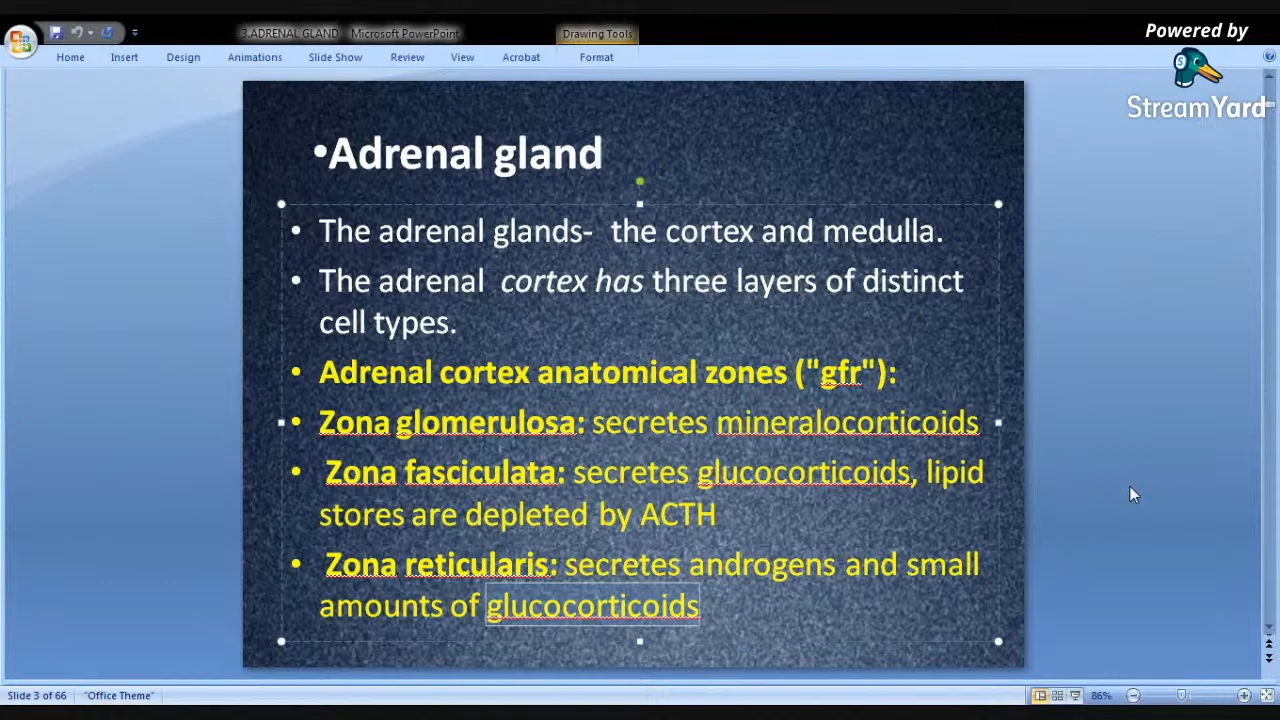 3.ADRENAL GLAND Microsoft PowerPoint
Drawing Tools
Powered by
StreamYard
Home Insert Design Animations Slide Show Review View Acrobat Format
•Adrenal gland
• The adrenal glands- the cortex and medulla.
• The adrenal cortex has three layers of distinct
cell types.
• Adrenal cortex anatomical zones ("gfr"):
• Zona glomerulosa: secretes mineralocorticoids
• Zona fasciculata: secretes glucocorticoids, lipid
stores are depleted by ACTH
• Zona reticularis: secretes androgens and small
amounts of glucocorticoids
Slide 3 of 66 "Office Theme" 86%